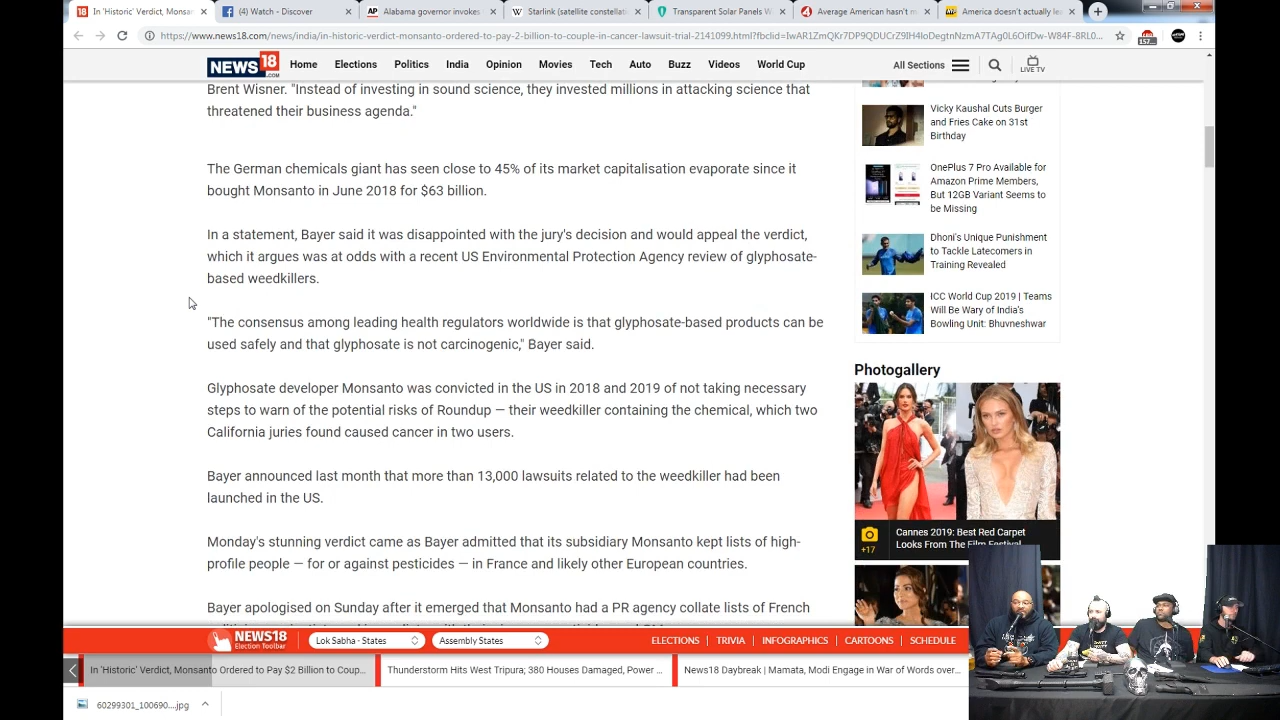 In 'Historic' Verdict, Monsan
(4) Watch - Discover
Alabama governor invokes
Starlink (satellite constellati
Transparent Solar Panels
Average American hasn't m
America doesn't actually lea
https://www.news18.com/news/india/in-historic-verdict-monsanto-ordered-to-pay-2-billion-to-couple-in-cancer-lawsuit-trial-2141099.html?fbclid=
NEWS 18 .COM
Home Elections Politics India Opinion Movies Tech Auto Buzz Videos World Cup All Sections LIVE TV
Brent Wisner. "Instead of investing in sound science, they invested millions in attacking science that
threatened their business agenda."
The German chemicals giant has seen close to 45% of its market capitalisation evaporate since it
bought Monsanto in June 2018 for $63 billion.
In a statement, Bayer said it was disappointed with the jury's decision and would appeal the verdict,
which it argues was at odds with a recent US Environmental Protection Agency review of glyphosate-
based weedkillers.
"The consensus among leading health regulators worldwide is that glyphosate-based products can be
used safely and that glyphosate is not carcinogenic," Bayer said.
Glyphosate developer Monsanto was convicted in the US in 2018 and 2019 of not taking necessary
steps to warn of the potential risks of Roundup — their weedkiller containing the chemical, which two
California juries found caused cancer in two users.
Bayer announced last month that more than 13,000 lawsuits related to the weedkiller had been
launched in the US.
Monday's news verdict came as Bayer admitted that its subsidiary Monsanto kept lists of high-
profile people — for or against pesticides — in France and likely other European countries.
Bayer apologised on Sunday after it emerged that Monsanto had a PR agency collate lists of French
Vicky Kaushal Cuts Burger
and Fries Cake on 31st
Birthday
OnePlus 7 Pro Available for
Amazon Prime Members,
But 12GB Variant Seems to
be Missing
Dhoni's Unique Punishment
to Tackle Latecomers in
Training Revealed
ICC World Cup 2019 | Teams
Will Be Wary of India's
Bowling Unit: Bhuvneshwar
Photogallery
+17
Cannes 2019: Best Red Carpet
Looks From The Film Festival
NEWS18
Election Toolbar
Lok Sabha - States
Assembly States
ELECTIONS | TRIVIA | INFOGRAPHICS | CARTOONS | SCHEDULE
In 'Historic' Verdict, Monsanto Ordered to Pay $2 Billion to Coup...
Thunderstorm Hits West Tripura; 380 Houses Damaged, Power ...
News18 Daybreak | Mamata, Modi Engage in War of Words over...
60299301_100690....jpg